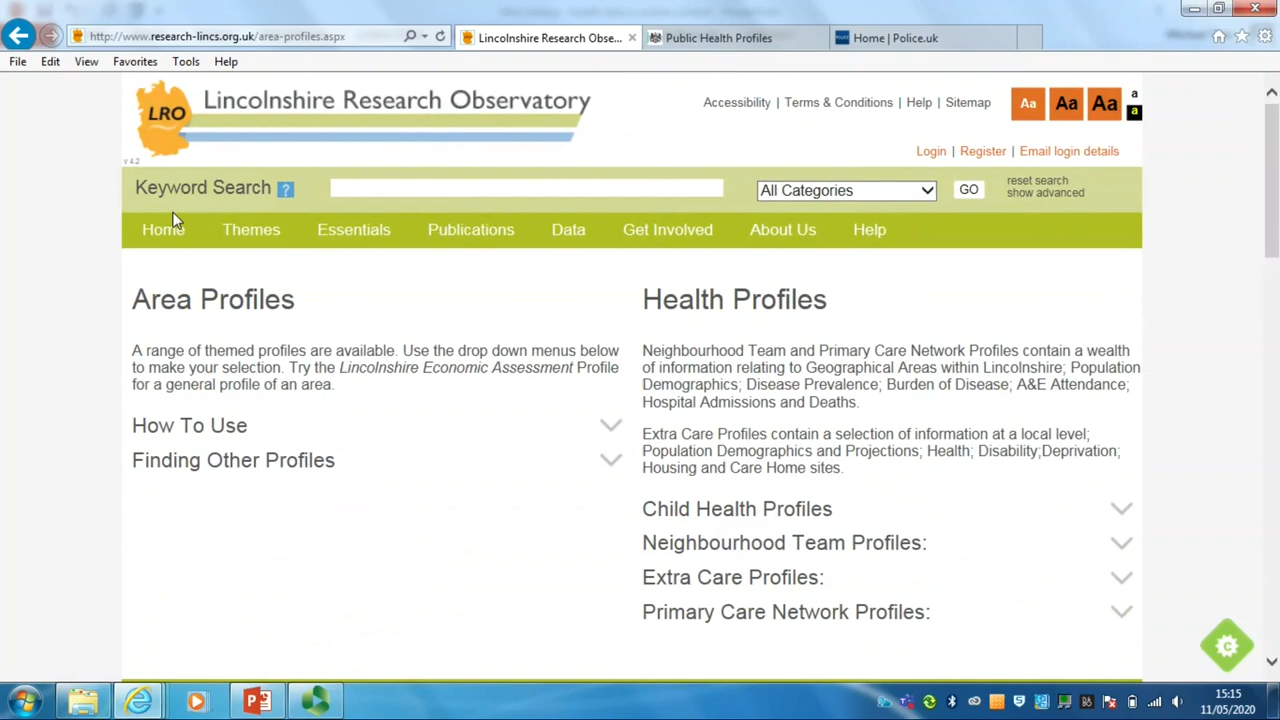 http://www.research-lincs.org.uk/area-profiles.aspx
Lincolnshire Research Obse...
Public Health Profiles
Home | Police.uk
File Edit View Favorites Tools Help
LRO
Lincolnshire Research Observatory
v 4.2
Accessibility | Terms & Conditions | Help | Sitemap
Aa Aa Aa a
a
Login | Register | Email login details
Keyword Search ? All Categories GO reset search
show advanced
Home Themes Essentials Publications Data Get Involved About Us Help
Area Profiles
A range of themed profiles are available. Use the drop down menus below
to make your selection. Try the Lincolnshire Economic Assessment Profile
for a general profile of an area.
How To Use
Finding Other Profiles
Health Profiles
Neighbourhood Team and Primary Care Network Profiles contain a wealth
of information relating to Geographical Areas within Lincolnshire; Population
Demographics; Disease Prevalence; Burden of Disease; A&E Attendance;
Hospital Admissions and Deaths.
Extra Care Profiles contain a selection of information at a local level;
Population Demographics and Projections; Health; Disability;Deprivation;
Housing and Care Home sites.
Child Health Profiles
Neighbourhood Team Profiles:
Extra Care Profiles:
Primary Care Network Profiles:
15:15
11/05/2020